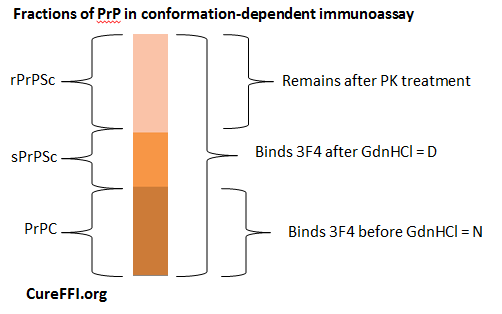 Fractions of PrP in conformation-dependent immunoassay
rPrPSc
Remains after PK treatment
sPrPSc
Binds 3F4 after GdnHCl = D
PrPC
Binds 3F4 before GdnHCl = N
CureFFI.org